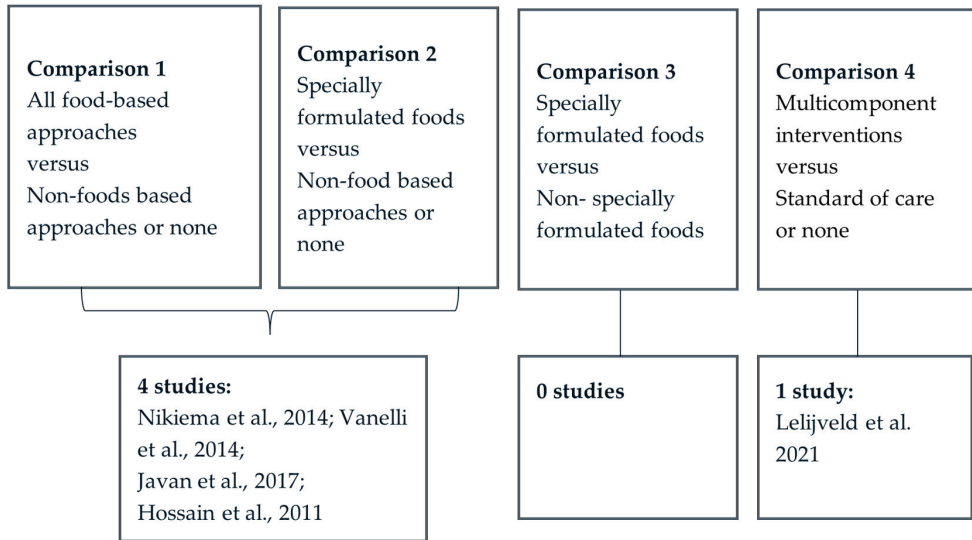 Comparison 1
All food-based
approaches
versus
Non-foods based
approaches or none
Comparison 2
Specially
formulated foods
versus
Non-food based
approaches or
none
Comparison 3
Specially
formulated foods
versus
Non- specially
formulated foods
Comparison 4
Multicomponent
interventions
versus
Standard of care
or none
4 studies:
Nikiema et al., 2014; Vanelli
et al., 2014;
Javan et al., 2017;
Hossain et al., 2011
0 studies
1 study:
Lelijveld et al.
2021